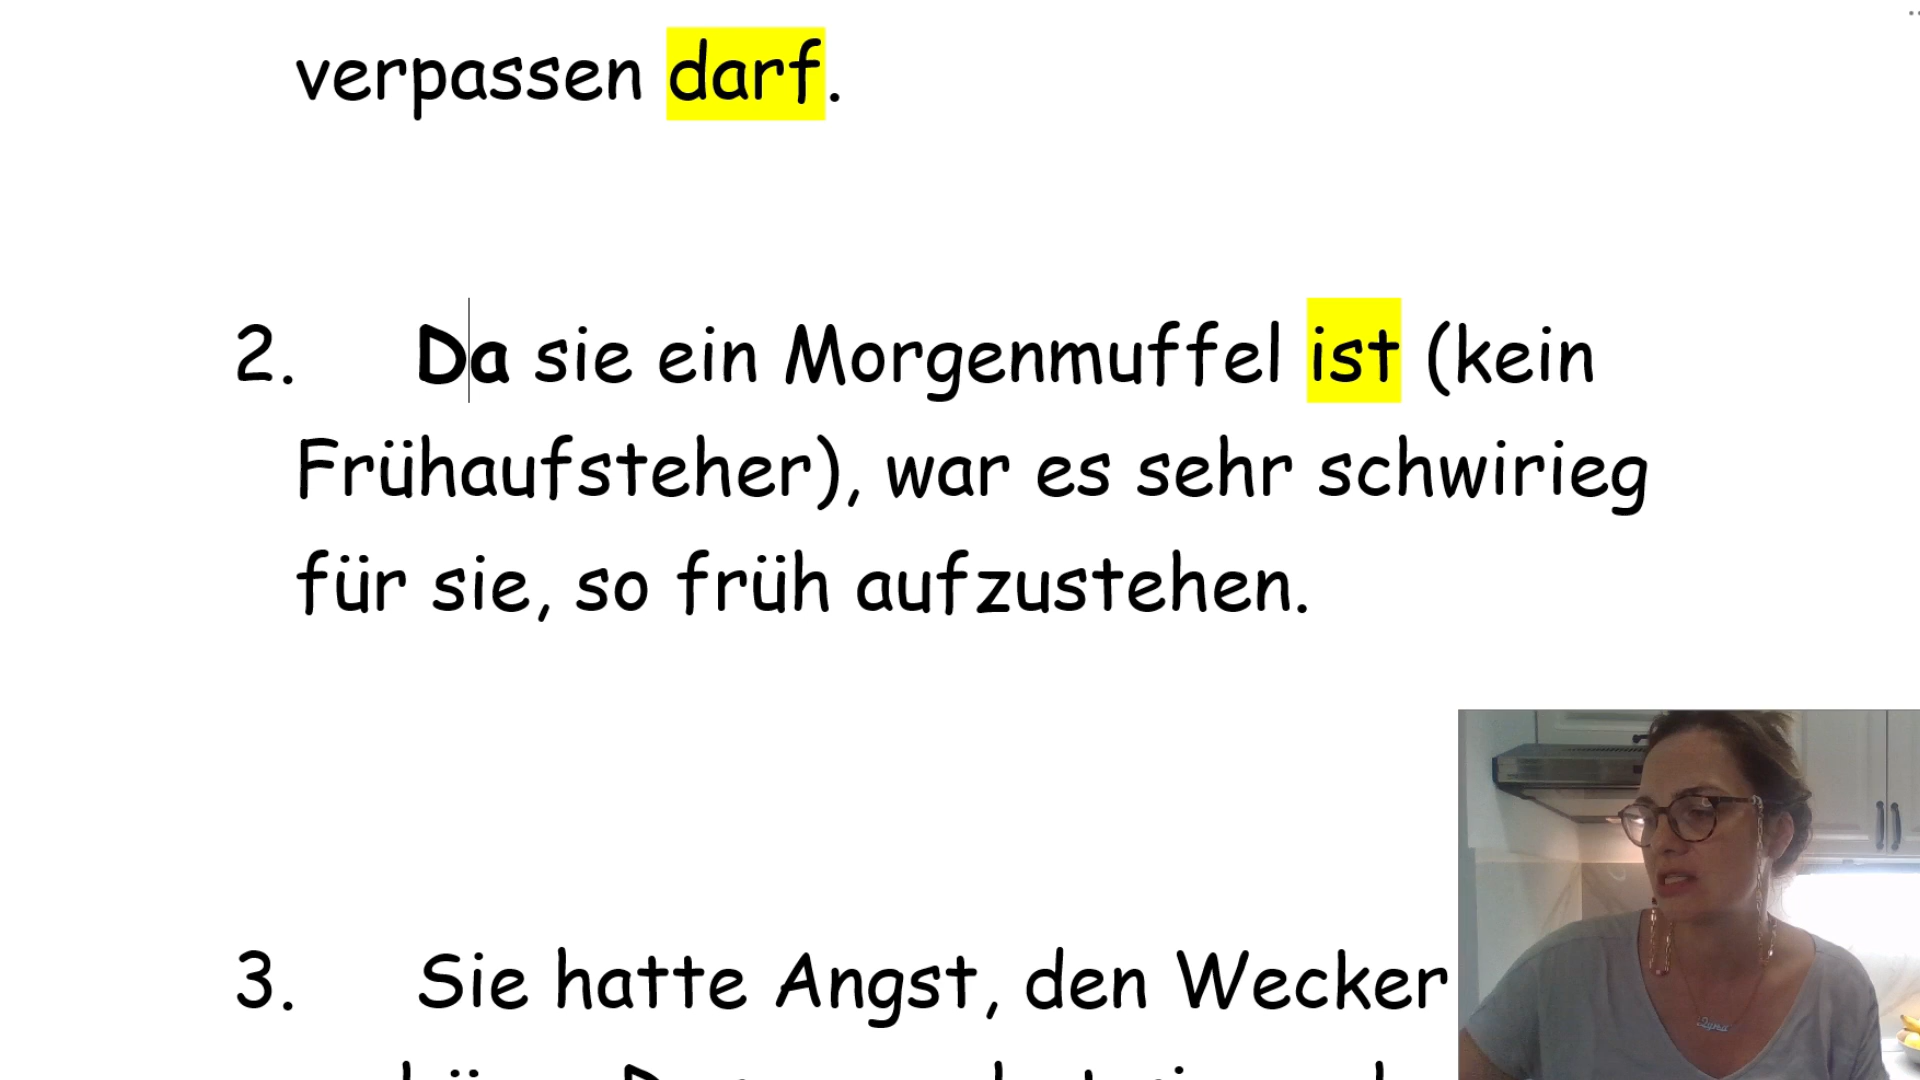 verpassen darf.
2. Da sie ein Morgenmuffel ist (kein
Frühaufsteher), war es sehr schwirieg
für sie, so früh aufzustehen.
3. Sie hatte Angst, den Wecker